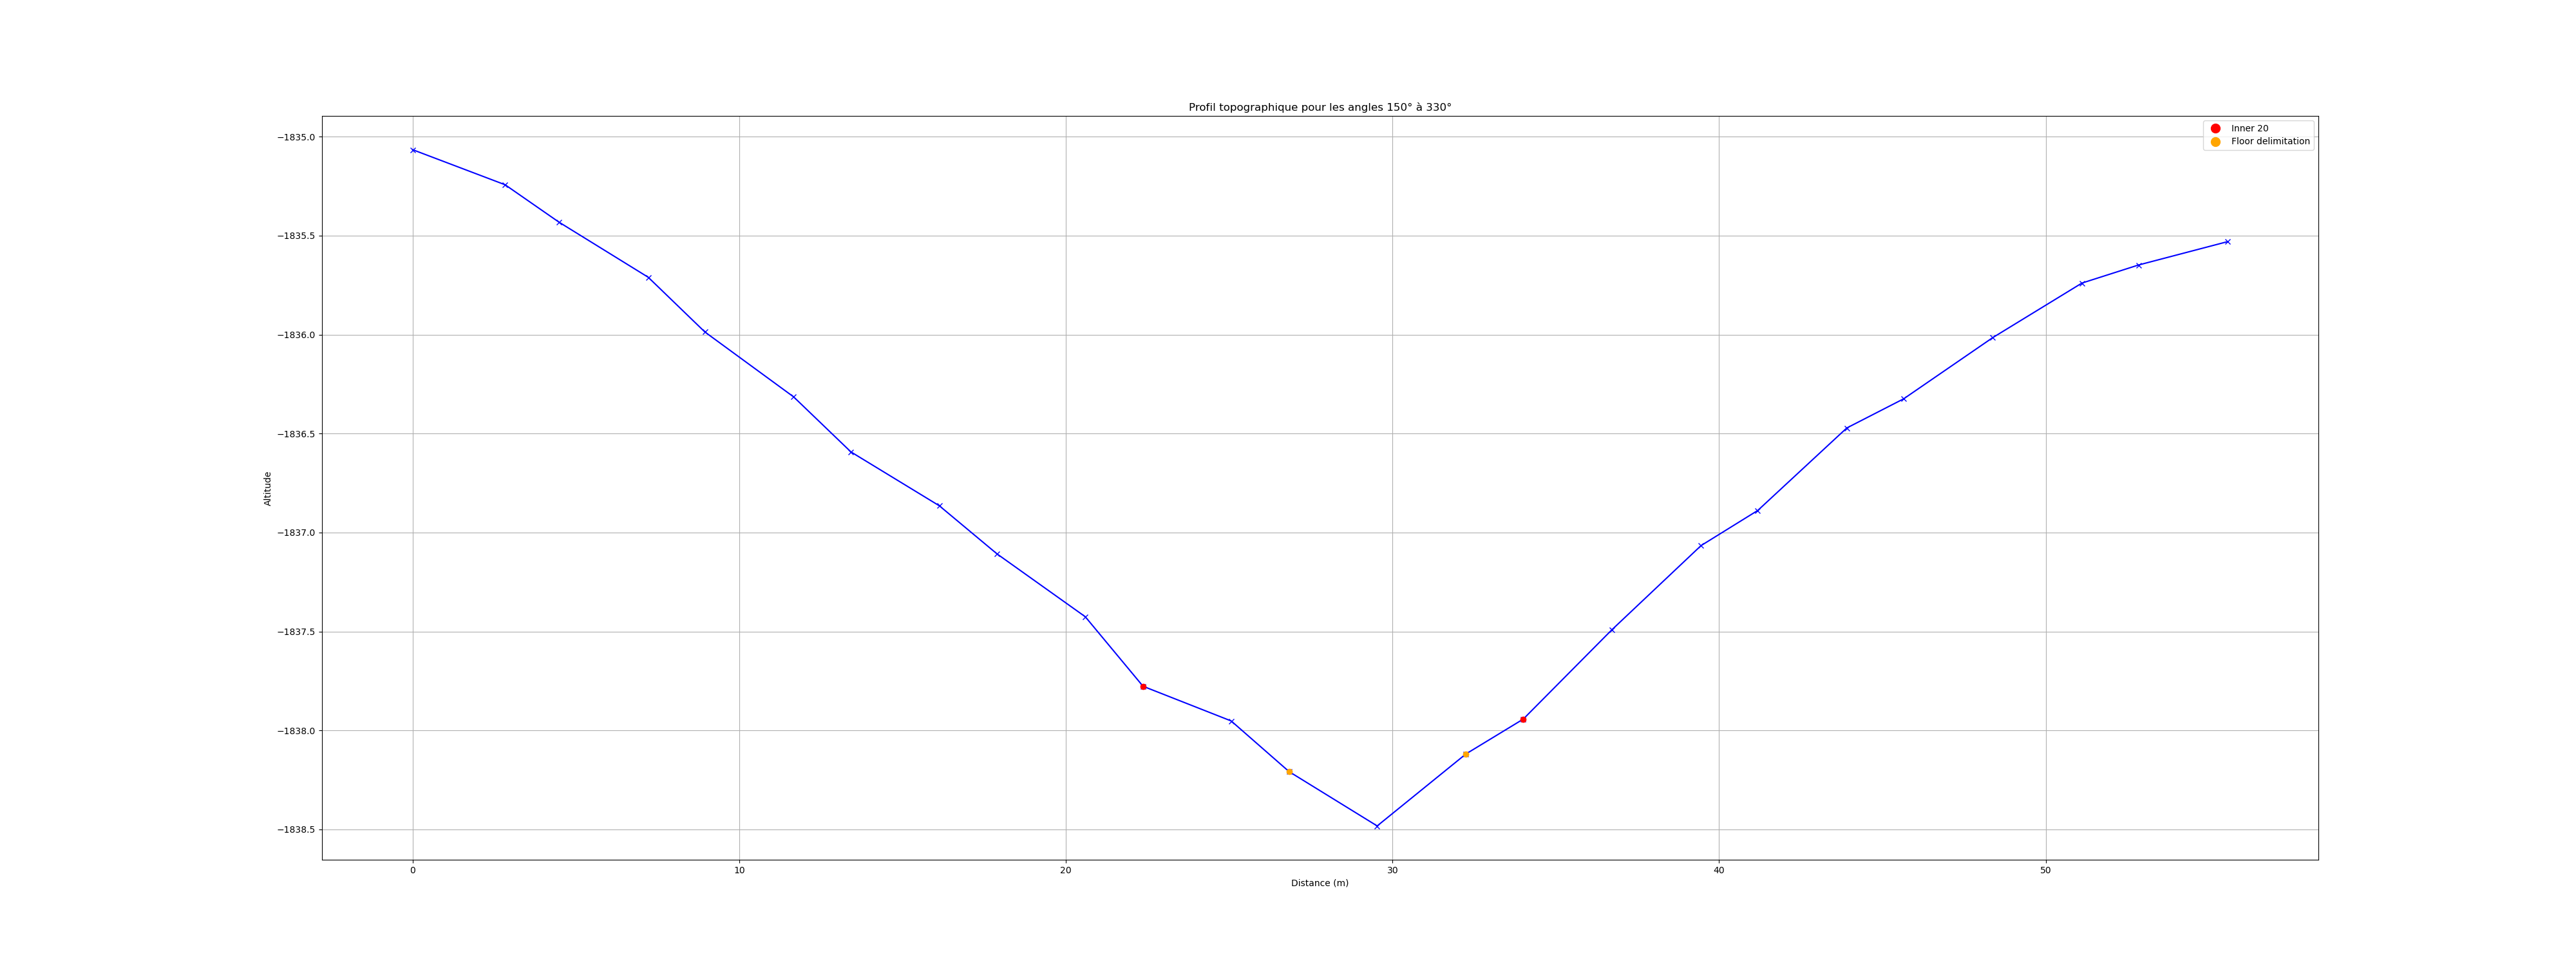 Profil topographique pour les angles 150° à 330°
Inner 20
Floor delimitation
−1835.0
−1835.5
−1836.0
−1836.5
−1837.0
−1837.5
−1838.0
−1838.5
Altitude
0 10 20 30 40 50
Distance (m)